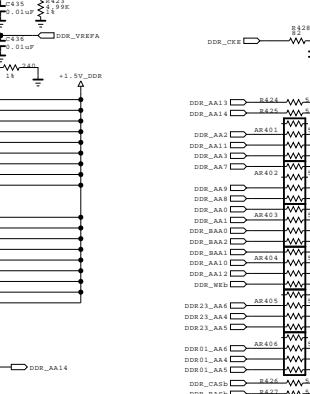 C435
0.01uF
R423
4.99K
1%
DDR_VREFA
C436
0.01uF
240
1%
+1.5V_DDR
DDR_CKE
R428
82
DDR_AA13
R424
DDR_AA14
R425
DDR_AA2
AR401
DDR_AA11
DDR_AA3
DDR_AA7
AR402
DDR_AA9
DDR_AA8
DDR_AA0
DDR_AA1
AR403
DDR_BAA0
DDR_BAA2
DDR_BAA1
DDR_AA10
AR404
DDR_AA12
DDR_WEb
DDR23_AA6
AR405
DDR23_AA4
DDR23_AA5
DDR01_AA6
AR406
DDR01_AA4
DDR01_AA5
DDR_AA14
DDR_CASb
R426
R427